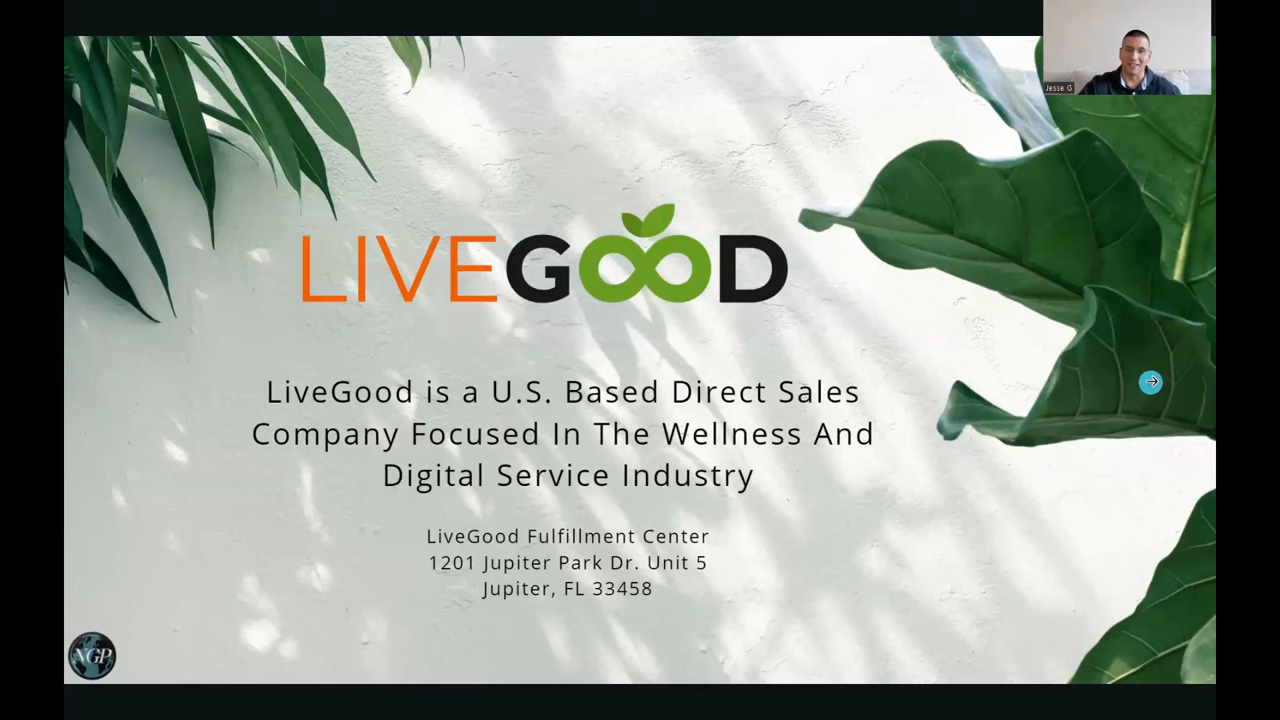 Jesse G
LIVEGOOD
LiveGood is a U.S. Based Direct Sales
Company Focused In The Wellness And
Digital Service Industry
LiveGood Fulfillment Center
1201 Jupiter Park Dr. Unit 5
Jupiter, FL 33458
NGP